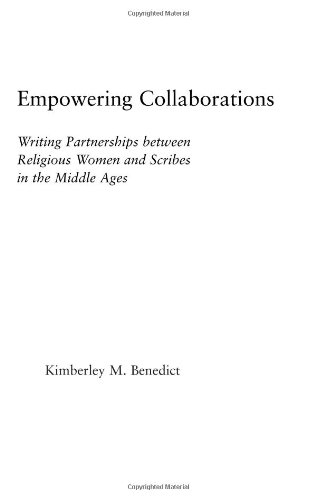 Copyrighted Material
Empowering Collaborations
Writing Partnerships between
Religious Women and Scribes
in the Middle Ages
Kimberley M. Benedict
Copyrighted Material